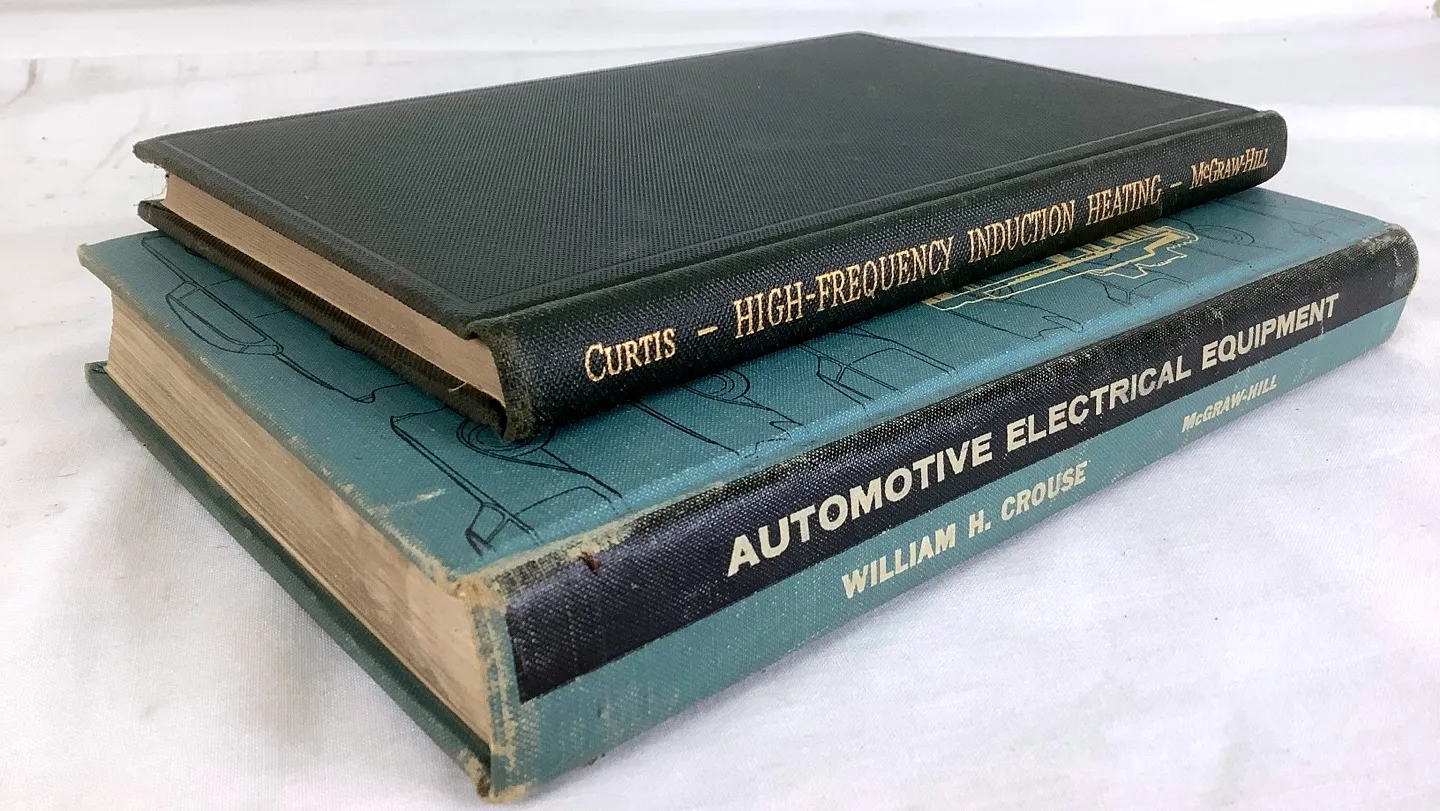 CURTIS – HIGH-FREQUENCY INDUCTION HEATING – McGRAW-HILL
AUTOMOTIVE ELECTRICAL EQUIPMENT
WILLIAM H. CROUSE
McGRAW-HILL